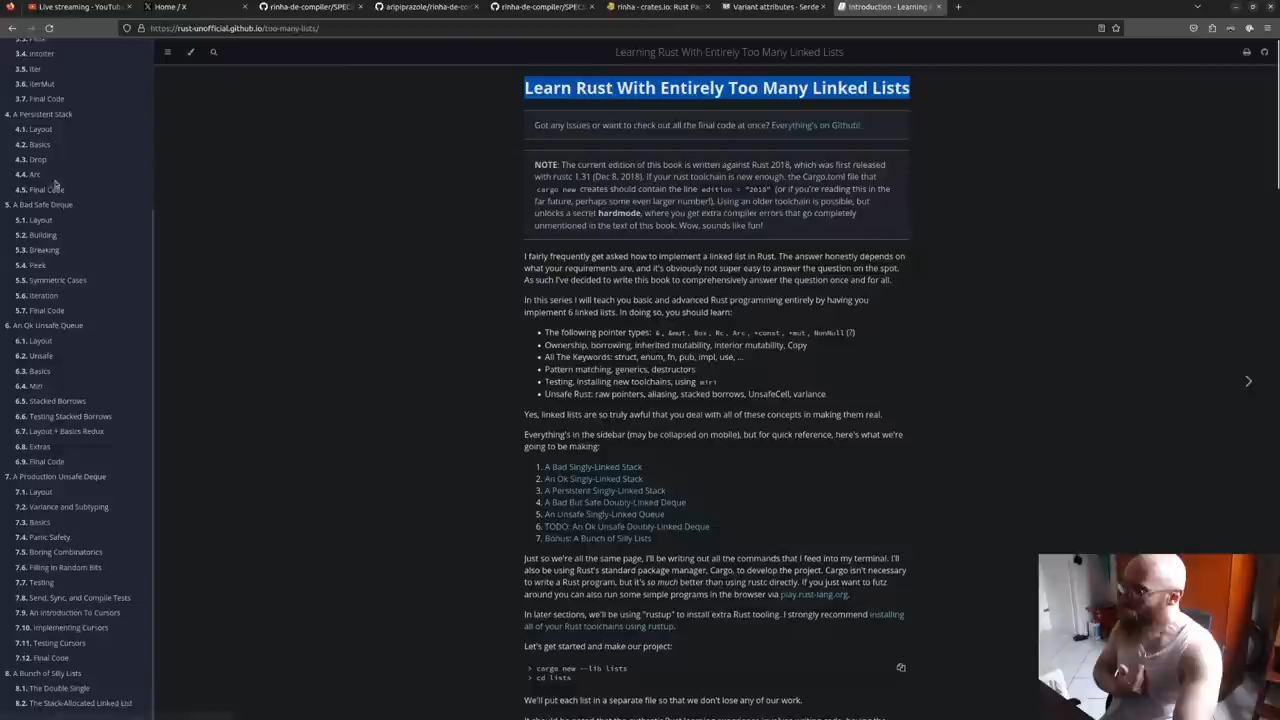 Live streaming - YouTub
Home / X
rinha-de-compiler/SPEC
aripiprazole/rinha-de-co
rinha-de-compiler/SPECS
rinha - crates.io: Rust Pa
Variant attributes · Serde
Introduction - Learning
https://rust-unofficial.github.io/too-many-lists/
Learning Rust With Entirely Too Many Linked Lists
3.4. IntoIter
3.5. Iter
3.6. IterMut
3.7. Final Code
4. A Persistent Stack
4.1. Layout
4.2. Basics
4.3. Drop
4.4. Arc
4.5. Final Code
5. A Bad Safe Deque
5.1. Layout
5.2. Building
5.3. Breaking
5.4. Peek
5.5. Symmetric Cases
5.6. Iteration
5.7. Final Code
6. An Ok Unsafe Queue
6.1. Layout
6.2. Unsafe
6.3. Basics
6.4. Miri
6.5. Stacked Borrows
6.6. Testing Stacked Borrows
6.7. Layout + Basics Redux
6.8. Extras
6.9. Final Code
7. A Production Unsafe Deque
7.1. Layout
7.2. Variance and Subtyping
7.3. Basics
7.4. Panic Safety
7.5. Boring Combinatorics
7.6. Filling In Random Bits
7.7. Testing
7.8. Send, Sync, and Compile Tests
7.9. An Introduction To Cursors
7.10. Implementing Cursors
7.11. Testing Cursors
7.12. Final Code
8. A Bunch of Silly Lists
8.1. The Double Single
8.2. The Stack-Allocated Linked List
Learn Rust With Entirely Too Many Linked Lists
Got any issues or want to check out all the final code at once? Everything's on Github!
NOTE: The current edition of this book is written against Rust 2018, which was first released
with rustc 1.31 (Dec 8, 2018). If your rust toolchain is new enough, the Cargo.toml file that
cargo new creates should contain the line edition = "2018" (or if you're reading this in the
far future, perhaps some even larger number!). Using an older toolchain is possible, but
unlocks a secret hardmode, where you get extra compiler errors that go completely
unmentioned in the text of this book. Wow, sounds like fun!
I fairly frequently get asked how to implement a linked list in Rust. The answer honestly depends on
what your requirements are, and it's obviously not super easy to answer the question on the spot.
As such I've decided to write this book to comprehensively answer the question once and for all.
In this series I will teach you basic and advanced Rust programming entirely by having you
implement 6 linked lists. In doing so, you should learn:
• The following pointer types: &, &mut, Box, Rc, Arc, *const, *mut, NonNull(?)
• Ownership, borrowing, inherited mutability, interior mutability, Copy
• All The Keywords: struct, enum, fn, pub, impl, use, ...
• Pattern matching, generics, destructors
• Testing, installing new toolchains, using miri
• Unsafe Rust: raw pointers, aliasing, stacked borrows, UnsafeCell, variance
Yes, linked lists are so truly awful that you deal with all of these concepts in making them real.
Everything's in the sidebar (may be collapsed on mobile), but for quick reference, here's what we're
going to be making:
1. A Bad Singly-Linked Stack
2. An Ok Singly-Linked Stack
3. A Persistent Singly-Linked Stack
4. A Bad But Safe Doubly-Linked Deque
5. An Unsafe Singly-Linked Queue
6. TODO: An Ok Unsafe Doubly-Linked Deque
7. Bonus: A Bunch of Silly Lists
Just so we're all the same page, I'll be writing out all the commands that I feed into my terminal. I'll
also be using Rust's standard package manager, Cargo, to develop the project. Cargo isn't necessary
to write a Rust program, but it's so much better than using rustc directly. If you just want to futz
around you can also run some simple programs in the browser via play.rust-lang.org.
In later sections, we'll be using "rustup" to install extra Rust tooling. I strongly recommend installing
all of your Rust toolchains using rustup.
Let's get started and make our project:
> cargo new --lib lists
> cd lists
We'll put each list in a separate file so that we don't lose any of our work.